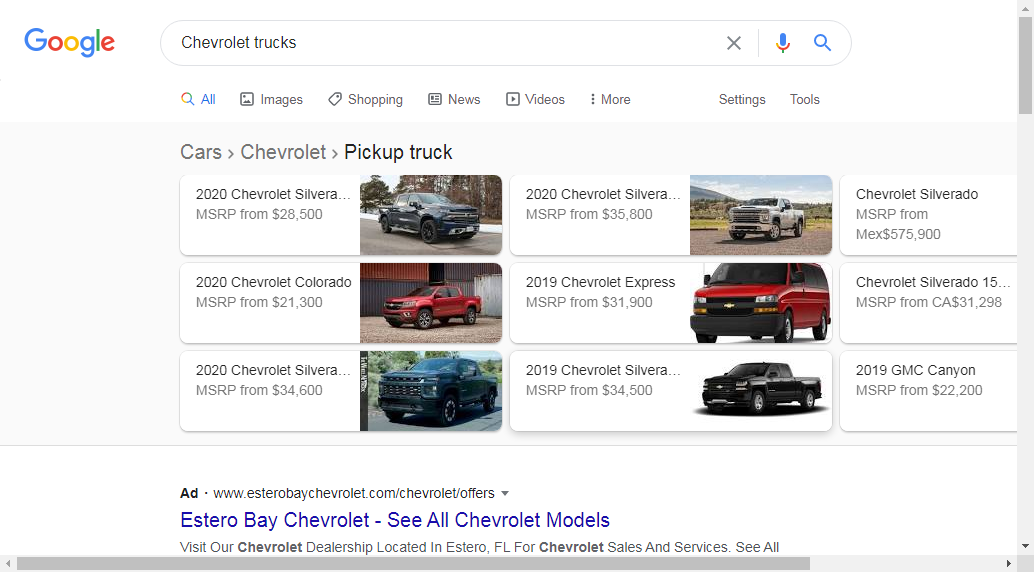 Google
Chevrolet trucks
All Images Shopping News Videos More Settings Tools
Cars › Chevrolet › Pickup truck
2020 Chevrolet Silvera...
MSRP from $28,500
2020 Chevrolet Silvera...
MSRP from $35,800
Chevrolet Silverado
MSRP from
Mex$575,900
2020 Chevrolet Colorado
MSRP from $21,300
2019 Chevrolet Express
MSRP from $31,900
Chevrolet Silverado 15...
MSRP from CA$31,298
2020 Chevrolet Silvera...
MSRP from $34,600
2019 Chevrolet Silvera...
MSRP from $34,500
2019 GMC Canyon
MSRP from $22,200
Ad · www.esterobaychevrolet.com/chevrolet/offers
Estero Bay Chevrolet - See All Chevrolet Models
Visit Our Chevrolet Dealership Located In Estero, FL For Chevrolet Sales And Services. See All